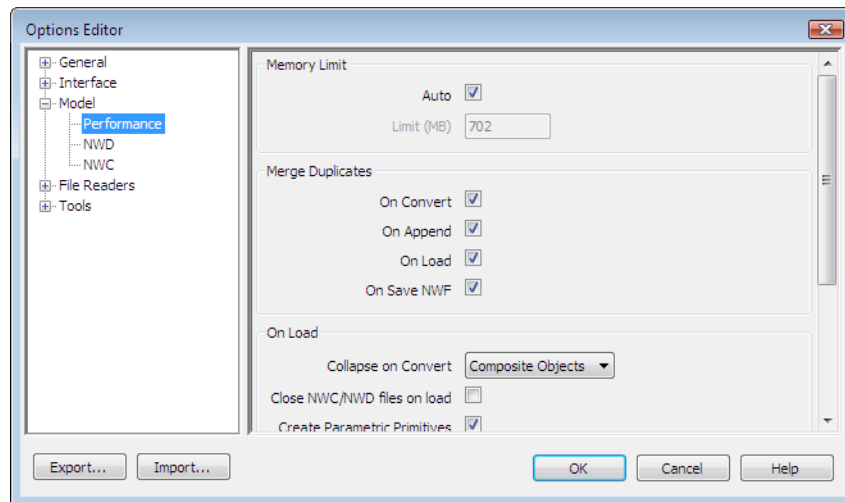 Options Editor
General
Interface
Model
Performance
NWD
NWC
File Readers
Tools
Memory Limit
Auto
Limit (MB) 702
Merge Duplicates
On Convert
On Append
On Load
On Save NWF
On Load
Collapse on Convert Composite Objects
Close NWC/NWD files on load
Create Parametric Primitives
Export... Import... OK Cancel Help